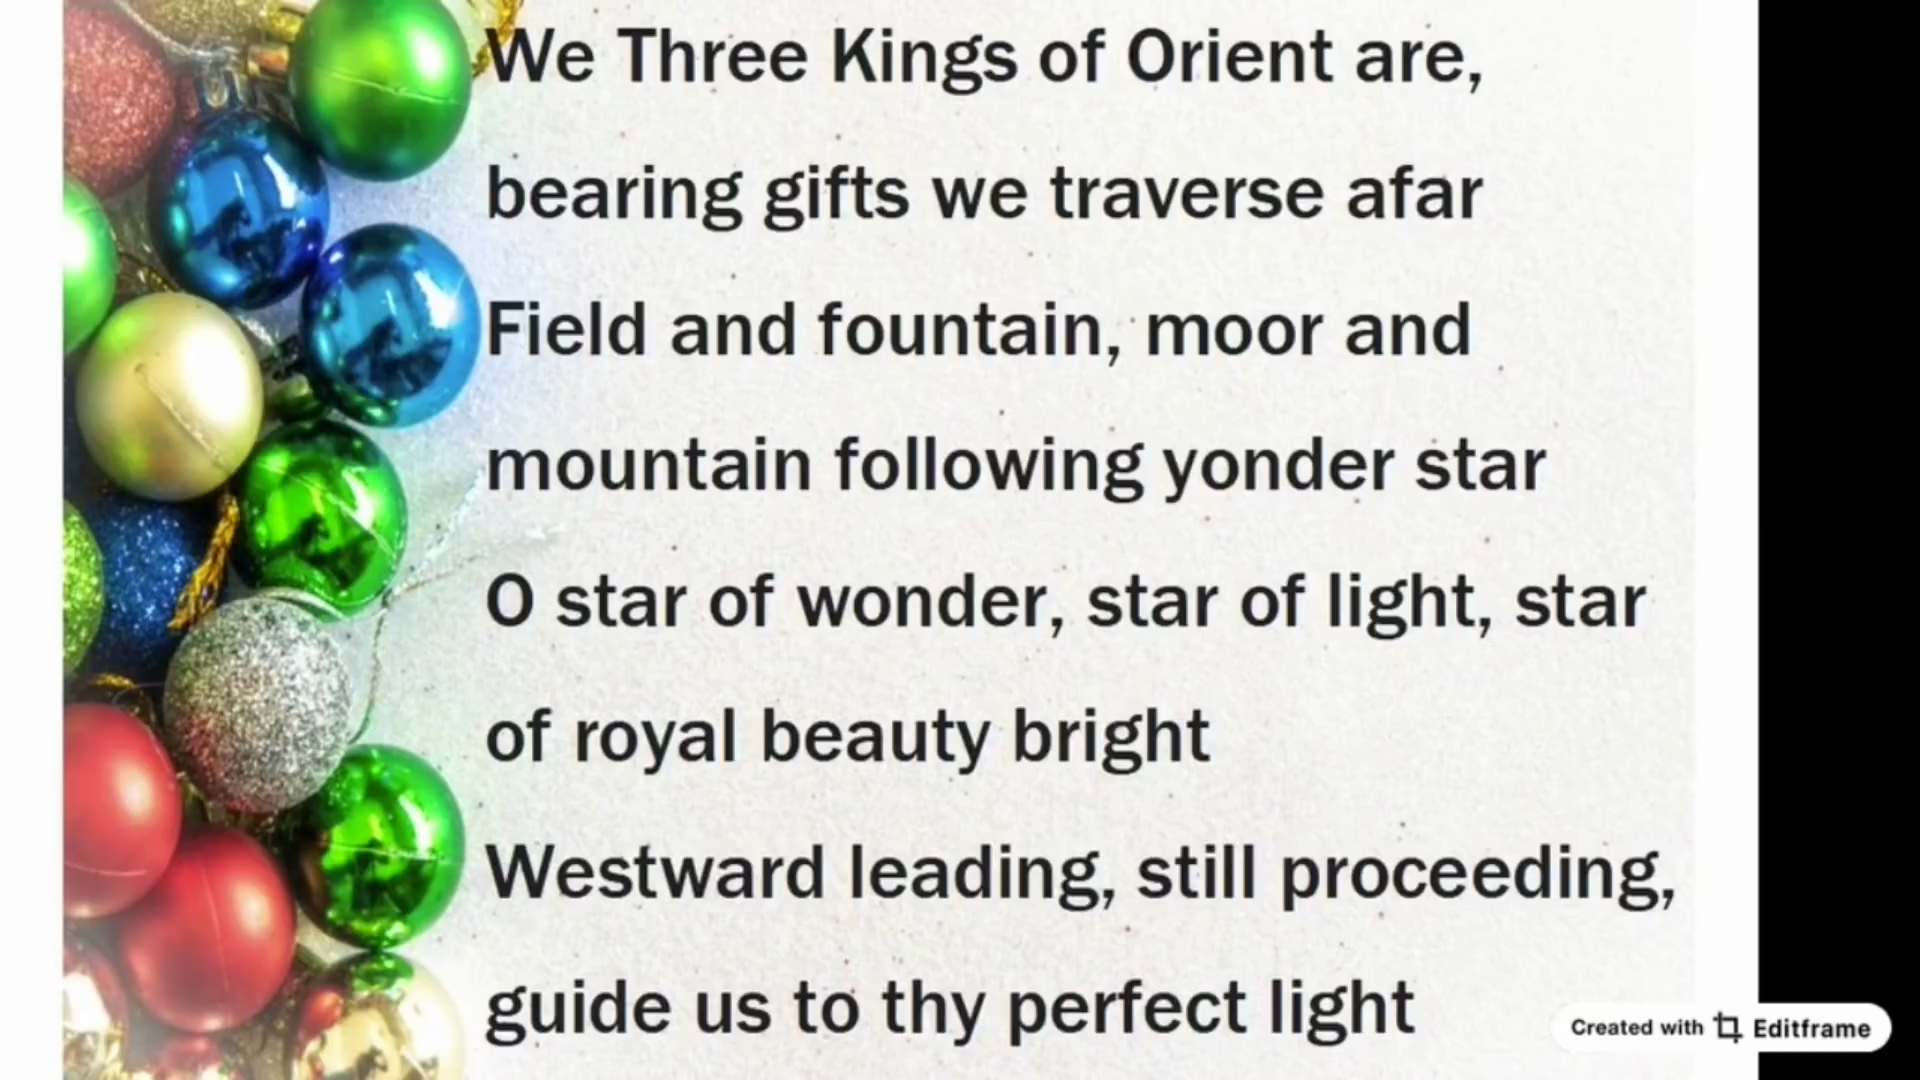 We Three Kings of Orient are,
bearing gifts we traverse afar
Field and fountain, moor and
mountain following yonder star
O star of wonder, star of light, star
of royal beauty bright
Westward leading, still proceeding,
guide us to thy perfect light
Created with Editframe